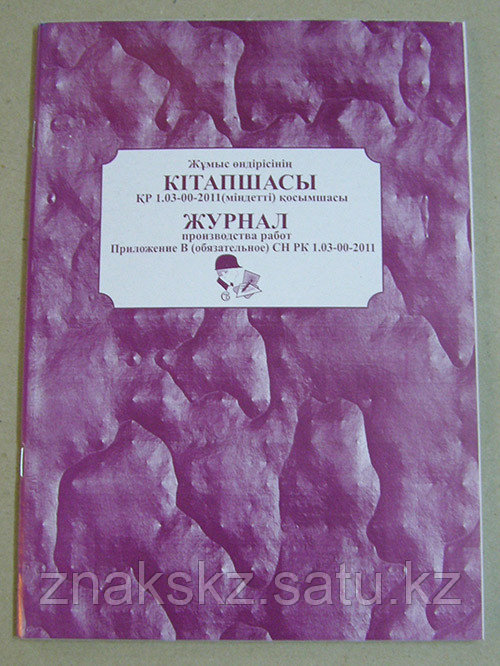 Жұмыс өндірісінің
КІТАПШАСЫ
ҚР 1.03-00-2011(міндетті) қосымшасы
ЖУРНАЛ
производства работ
Приложение В (обязательное) СН РК 1.03-00-2011
znakskz.satu.kz